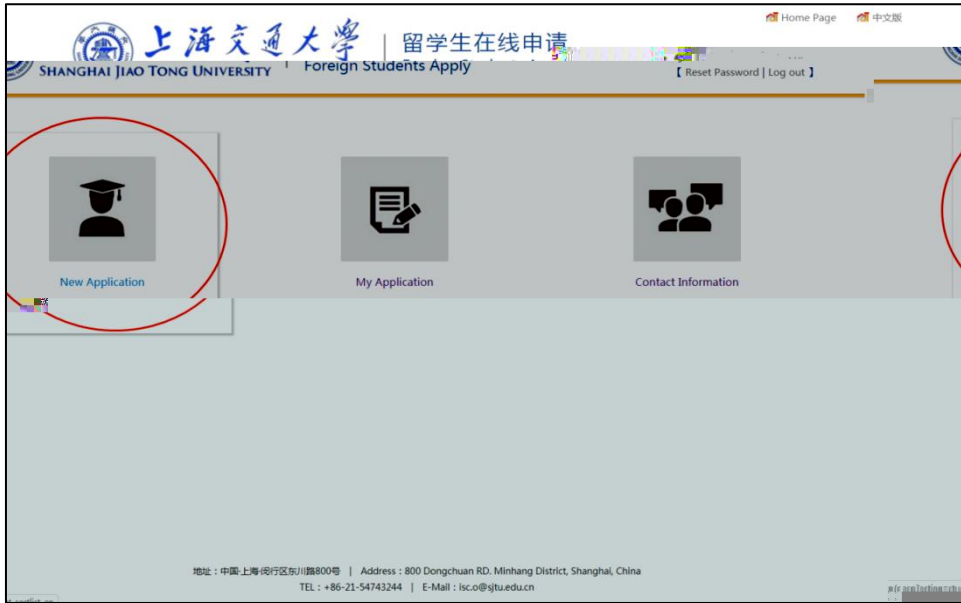 Home Page 中文版
上海交通大学 | 留学生在线申请
SHANGHAI JIAO TONG UNIVERSITY Foreign Students Apply
【 Reset Password | Log out 】
New Application My Application Contact Information
地址：中国·上海·闵行区东川路800号 | Address : 800 Dongchuan RD. Minhang District, Shanghai, China
TEL : +86-21-54743244 | E-Mail : isc.o@sjtu.edu.cn